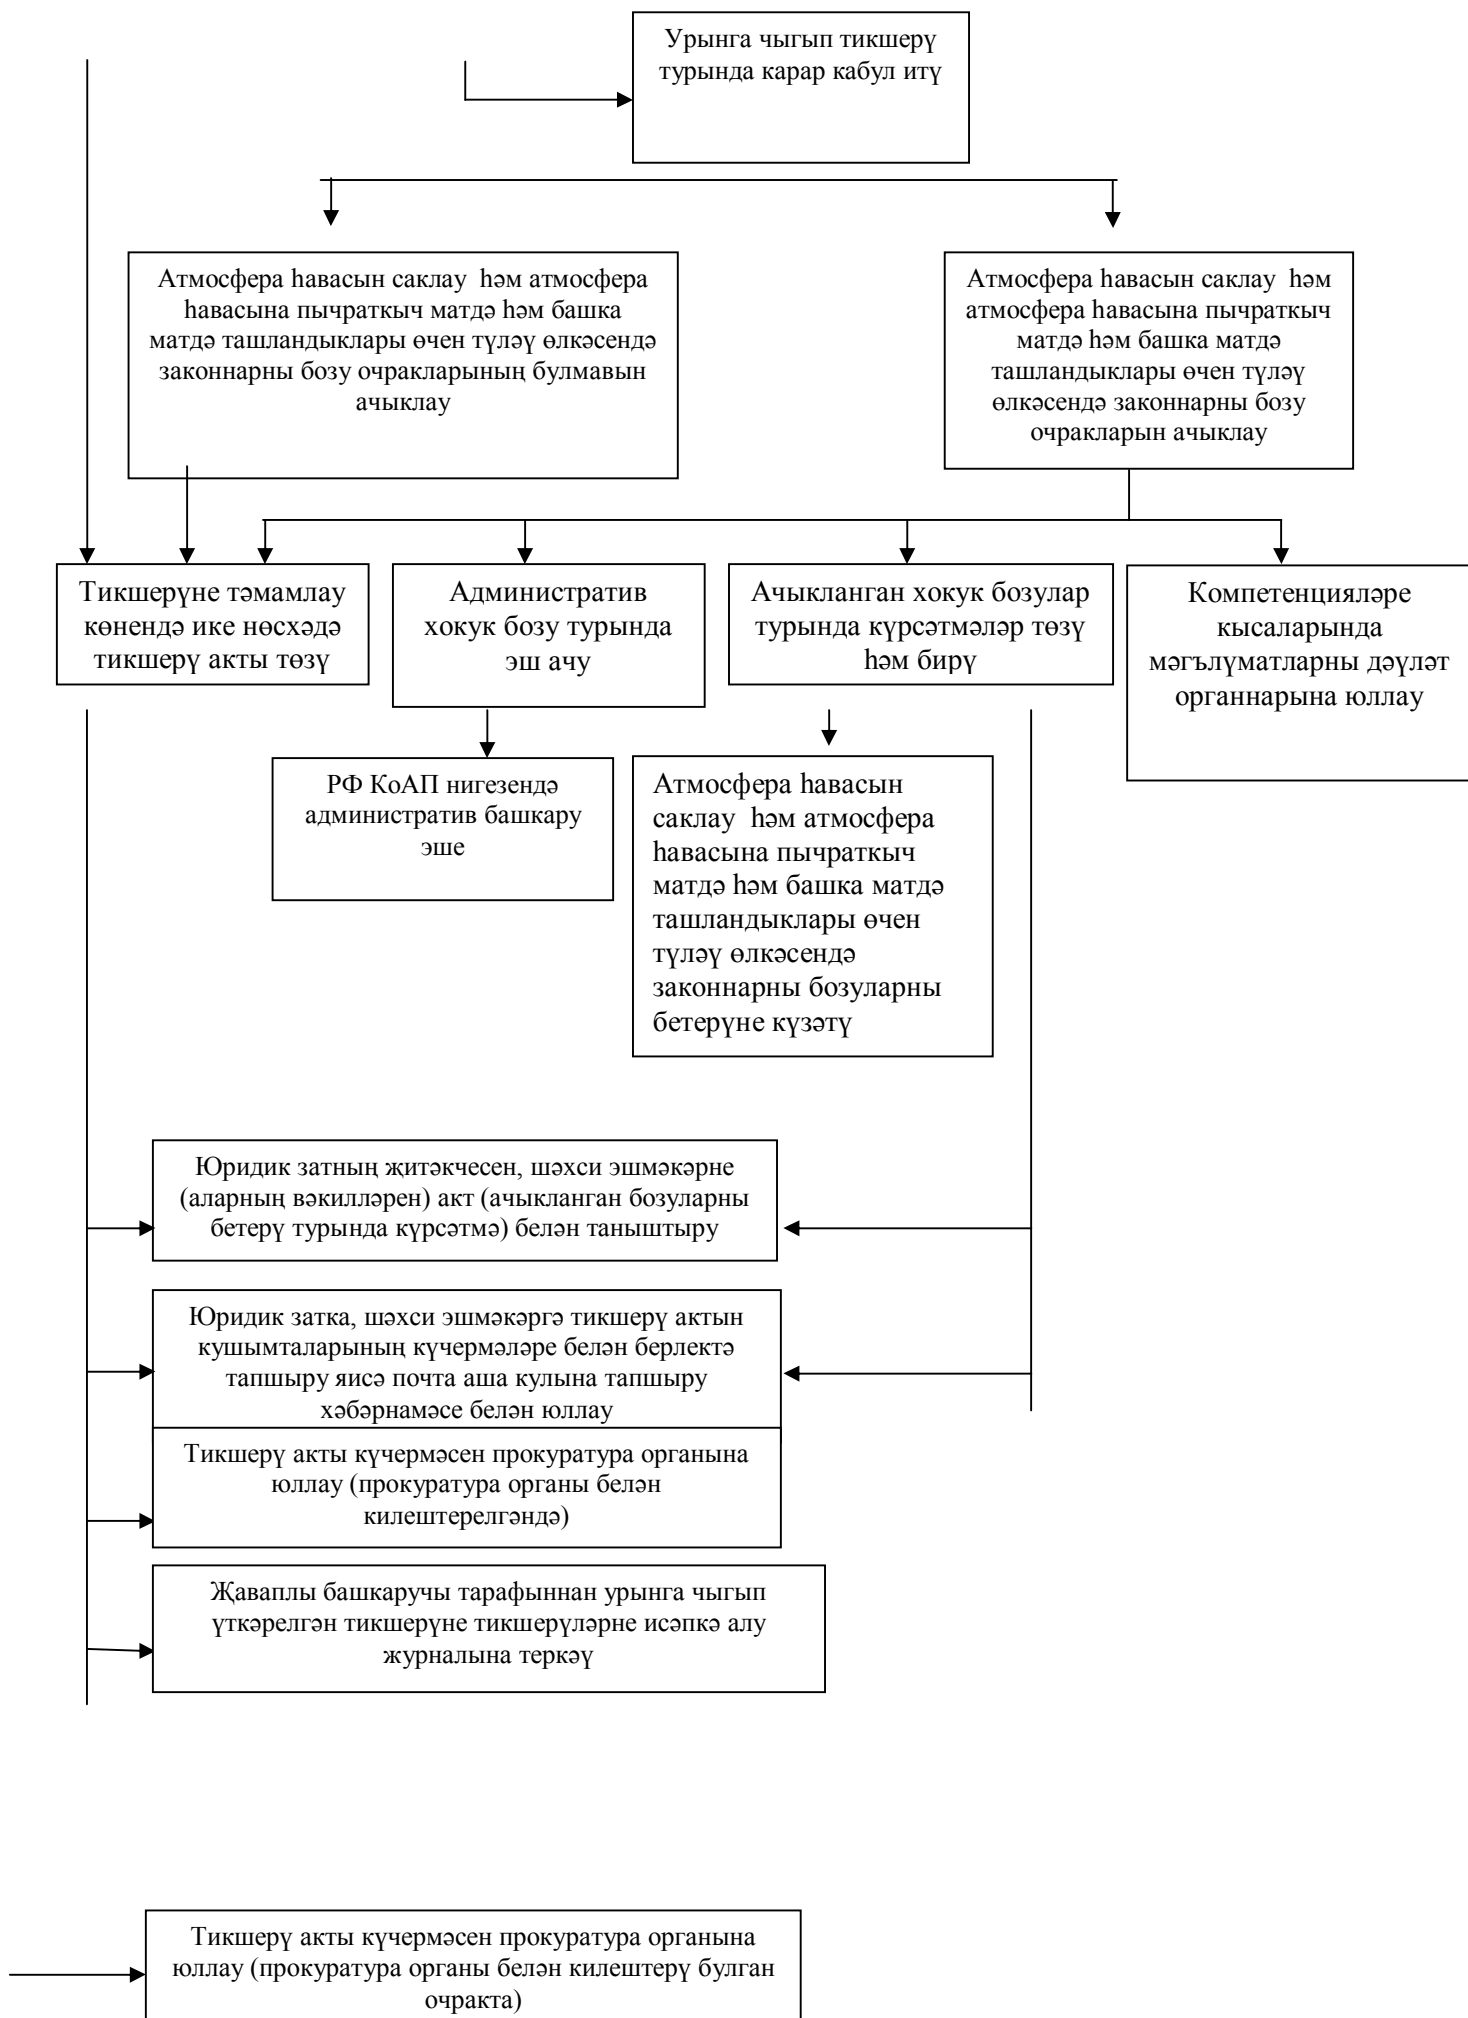 Урынга чыгып тикшерү
турында карар кабул итү
Атмосфера һавасын саклау һәм атмосфера
һавасына пычраткыч матдә һәм башка
матдә ташландыклары өчен түләү өлкәсендә
законнарны бозу очракларының булмавын
ачыклау
Атмосфера һавасын саклау һәм
атмосфера һавасына пычраткыч
матдә һәм башка матдә
ташландыклары өчен түләү
өлкәсендә законнарны бозу
очракларын ачыклау
Тикшерүне тәмамлау
көнендә ике нөсхәдә
тикшерү акты төзү
Административ
хокук бозу турында
эш ачу
Ачыкланган хокук бозулар
турында күрсәтмәләр төзү
һәм бирү
Компетенцияләре
кысаларында
мәгълүматларны дәүләт
органнарына юллау
РФ КоАП нигезендә
административ башкару
эше
Атмосфера һавасын
саклау һәм атмосфера
һавасына пычраткыч
матдә һәм башка матдә
ташландыклары өчен
түләү өлкәсендә
законнарны бозуларны
бетерүне күзәтү
Юридик затның җитәкчесен, шәхси эшмәкәрне
(аларның вәкилләрен) акт (ачыкланган бозуларны
бетерү турында күрсәтмә) белән таныштыру
Юридик затка, шәхси эшмәкәргә тикшерү актын
кушымталарының күчермәләре белән берлектә
тапшыру яисә почта аша кулына тапшыру
хәбәрнамәсе белән юллау
Тикшерү акты күчермәсен прокуратура органына
юллау (прокуратура органы белән
килештерелгәндә)
Җаваплы башкаручы тарафыннан урынга чыгып
үткәрелгән тикшерүне тикшерүләрне исәпкә алу
журналына теркәү
Тикшерү акты күчермәсен прокуратура органына
юллау (прокуратура органы белән килештерү булган
очракта)